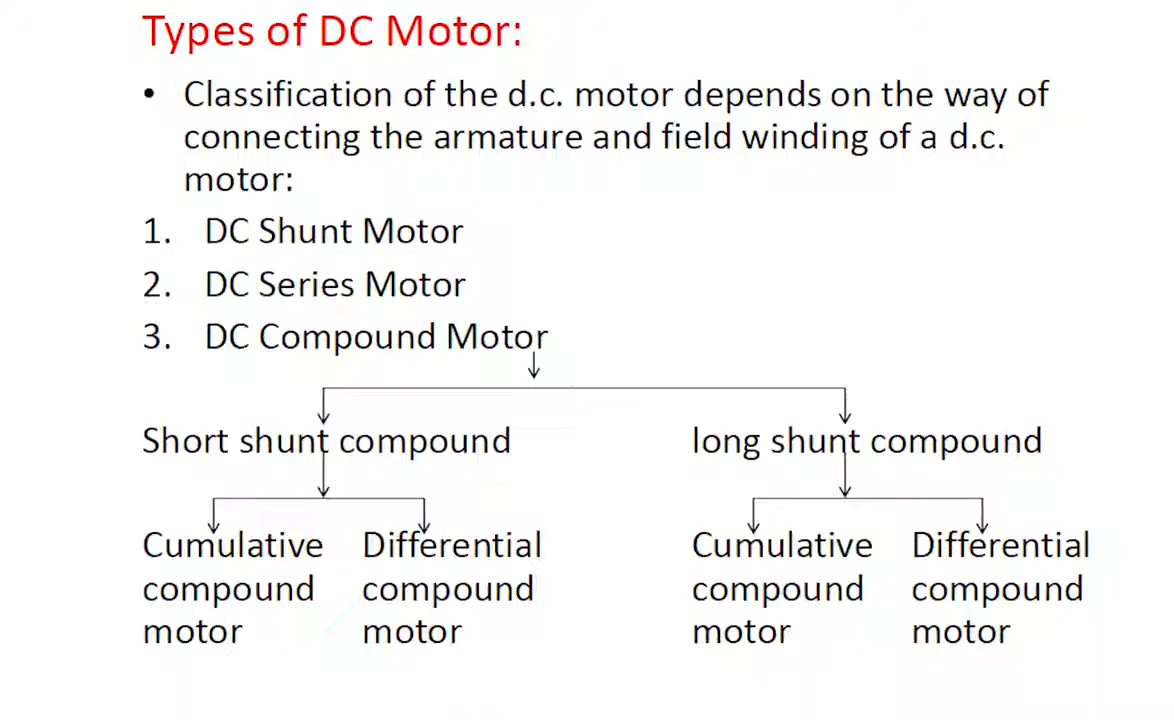 Types of DC Motor:
• Classification of the d.c. motor depends on the way of
connecting the armature and field winding of a d.c.
motor:
1. DC Shunt Motor
2. DC Series Motor
3. DC Compound Motor
Short shunt compound long shunt compound
Cumulative Differential Cumulative Differential
compound compound compound compound
motor motor motor motor